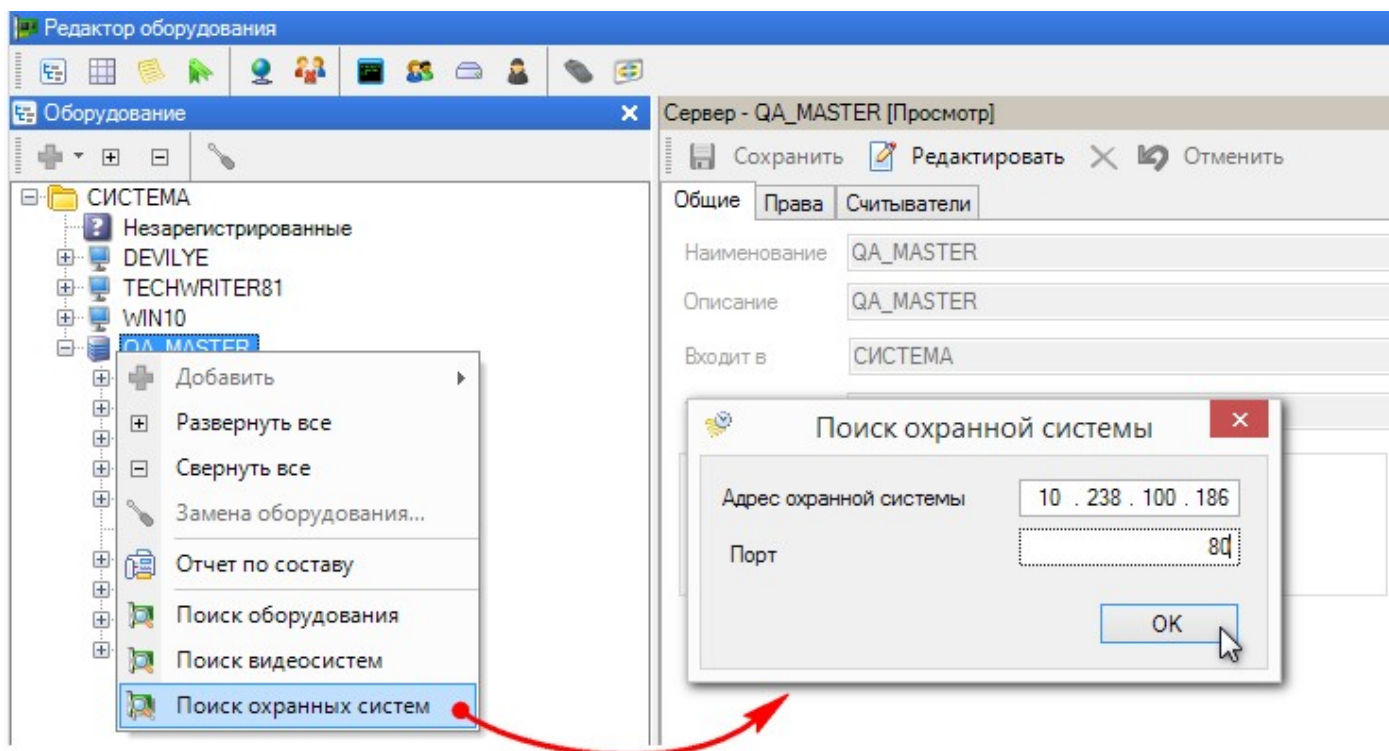 Редактор оборудования
Оборудование
СИСТЕМА
Незарегистрированные
DEVILYE
TECHWRITER81
WIN10
QA_MASTER
Добавить
Развернуть все
Свернуть все
Замена оборудования...
Отчет по составу
Поиск оборудования
Поиск видеосистем
Поиск охранных систем
Сервер - QA_MASTER [Просмотр]
Сохранить Редактировать Отменить
Общие Права Считыватели
Наименование QA_MASTER
Описание QA_MASTER
Входит в СИСТЕМА
Поиск охранной системы
Адрес охранной системы 10 . 238 . 100 . 186
Порт 80
OK